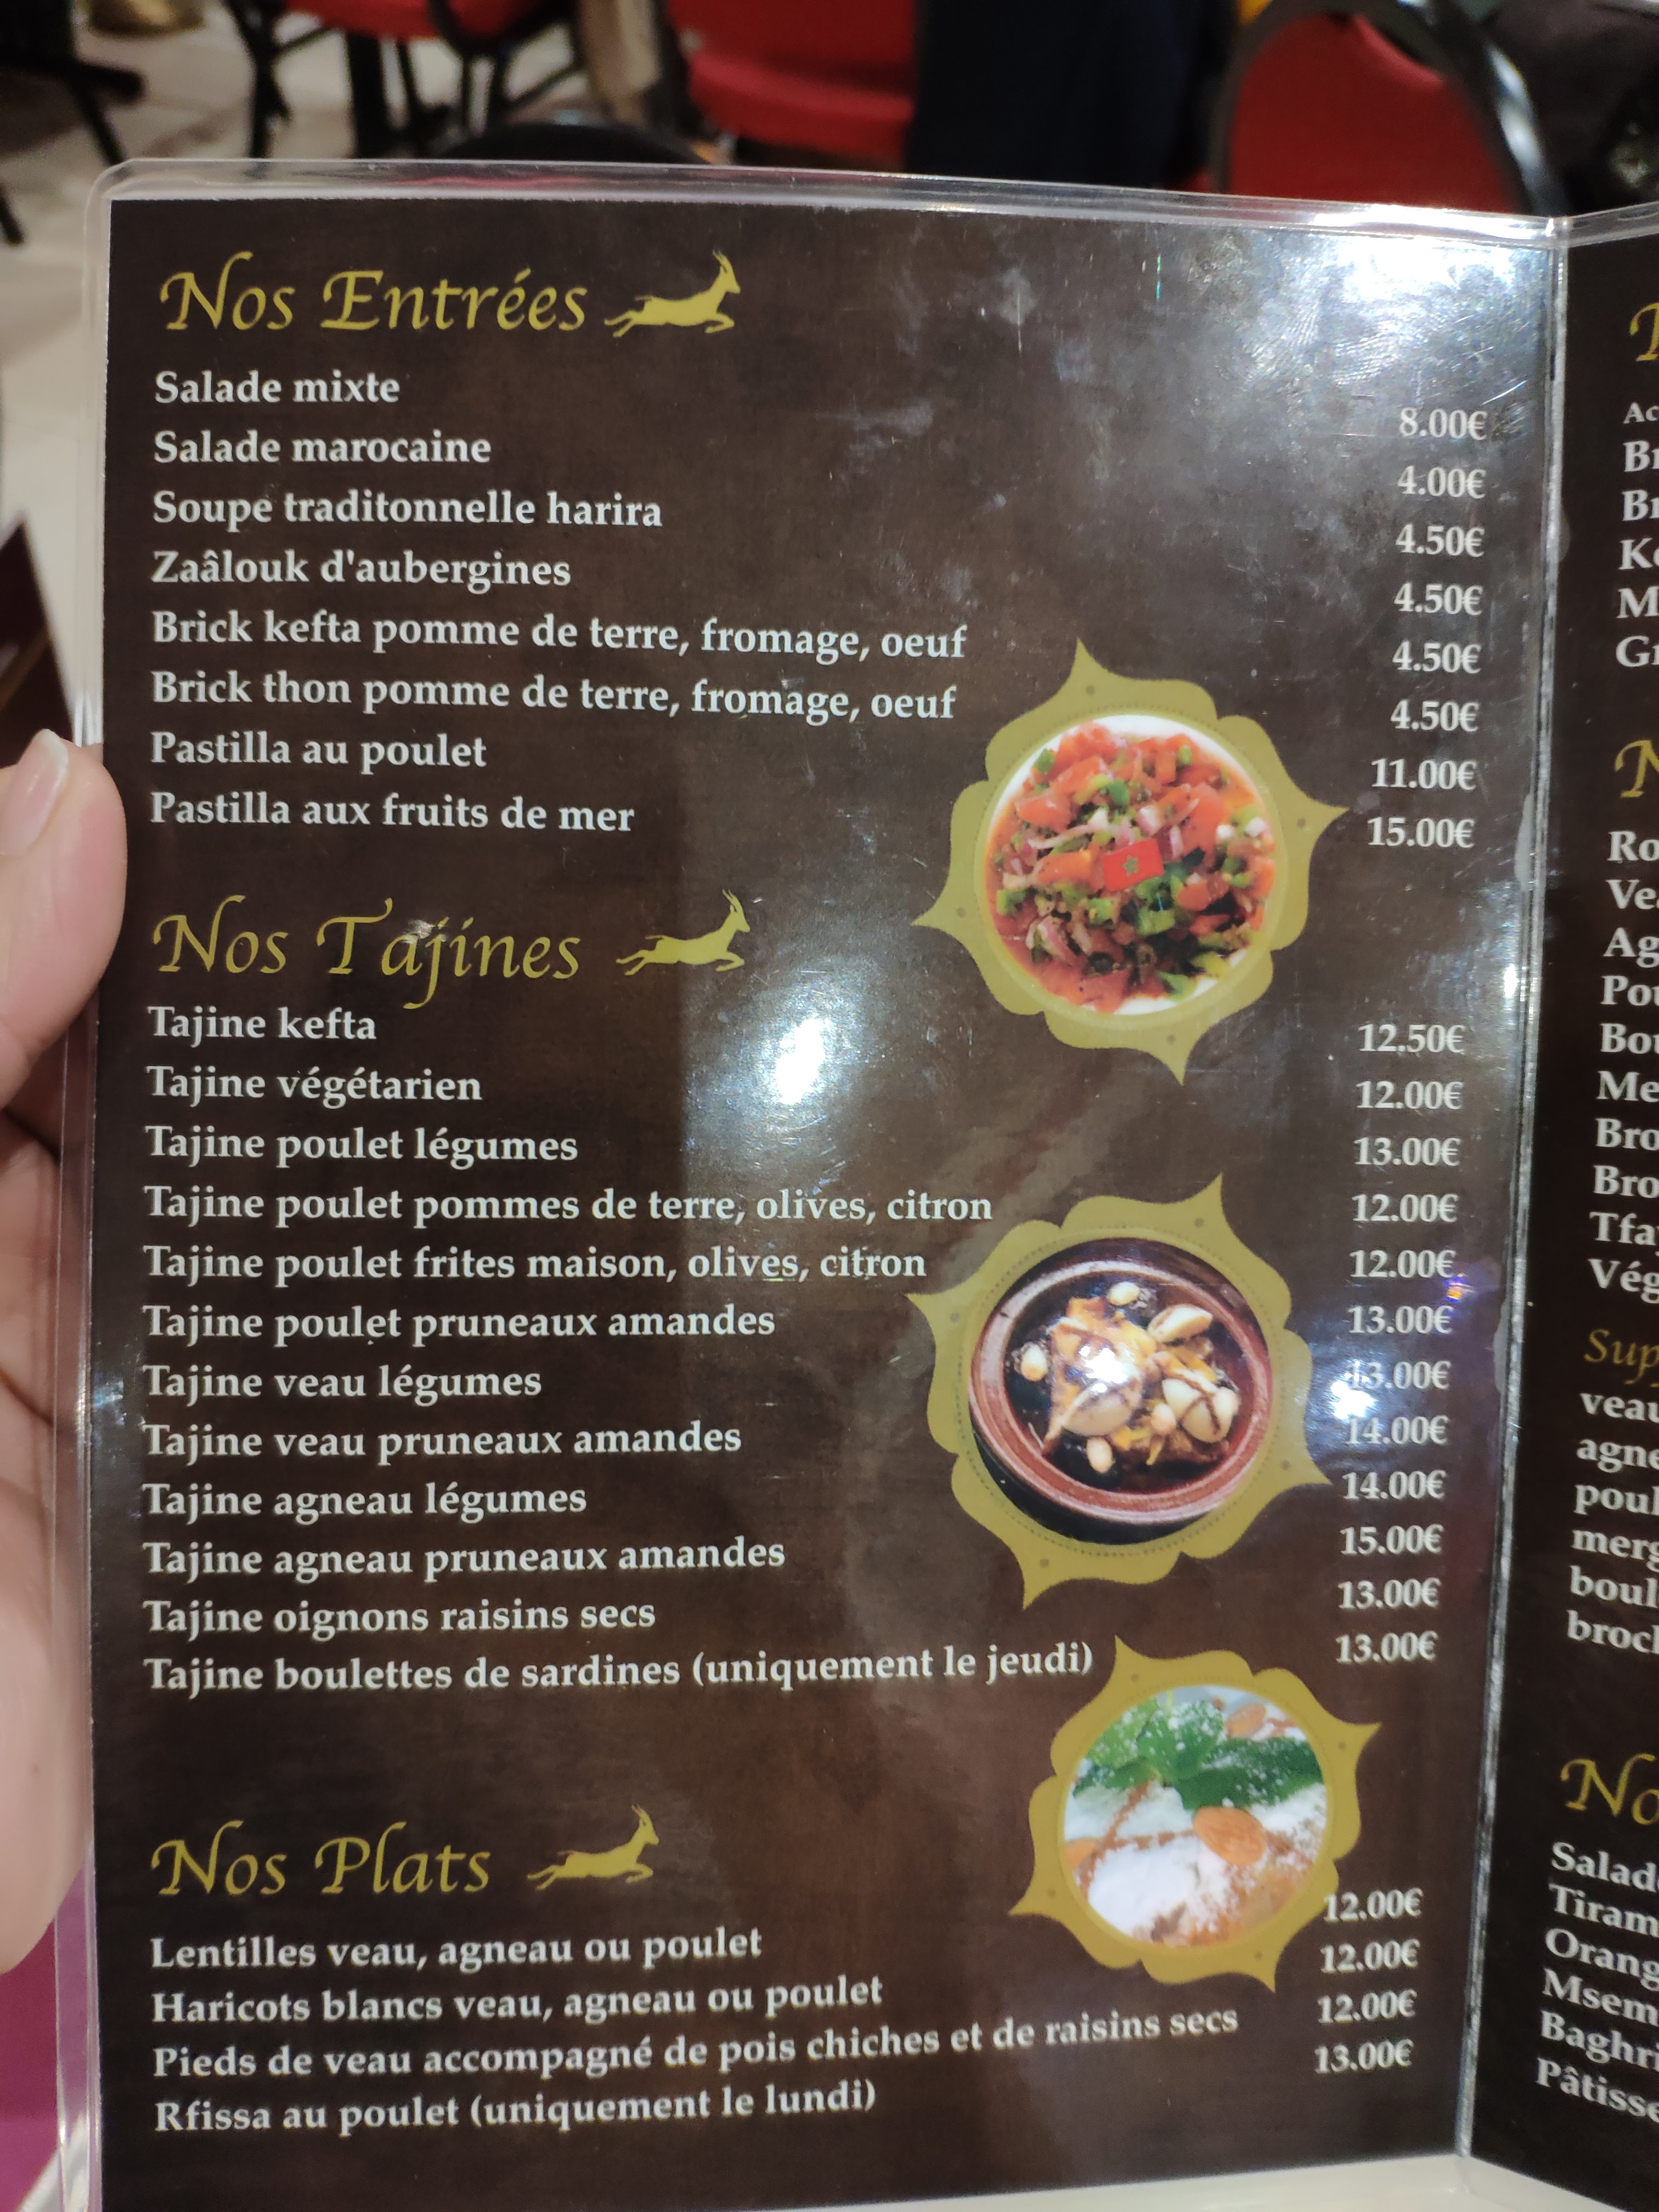 Nos Entrées
Salade mixte 8.00€
Salade marocaine 4.00€
Soupe traditonnelle harira 4.50€
Zaâlouk d'aubergines 4.50€
Brick kefta pomme de terre, fromage, oeuf 4.50€
Brick thon pomme de terre, fromage, oeuf 4.50€
Pastilla au poulet 11.00€
Pastilla aux fruits de mer 15.00€
Nos Tajines
Tajine kefta 12.50€
Tajine végétarien 12.00€
Tajine poulet légumes 13.00€
Tajine poulet pommes de terre, olives, citron 12.00€
Tajine poulet frites maison, olives, citron 12.00€
Tajine poulet pruneaux amandes 13.00€
Tajine veau légumes 13.00€
Tajine veau pruneaux amandes 14.00€
Tajine agneau légumes 14.00€
Tajine agneau pruneaux amandes 15.00€
Tajine oignons raisins secs 13.00€
Tajine boulettes de sardines (uniquement le jeudi) 13.00€
Nos Plats
Lentilles veau, agneau ou poulet 12.00€
Haricots blancs veau, agneau ou poulet 12.00€
Pieds de veau accompagné de pois chiches et de raisins secs 12.00€
Rfissa au poulet (uniquement le lundi) 13.00€